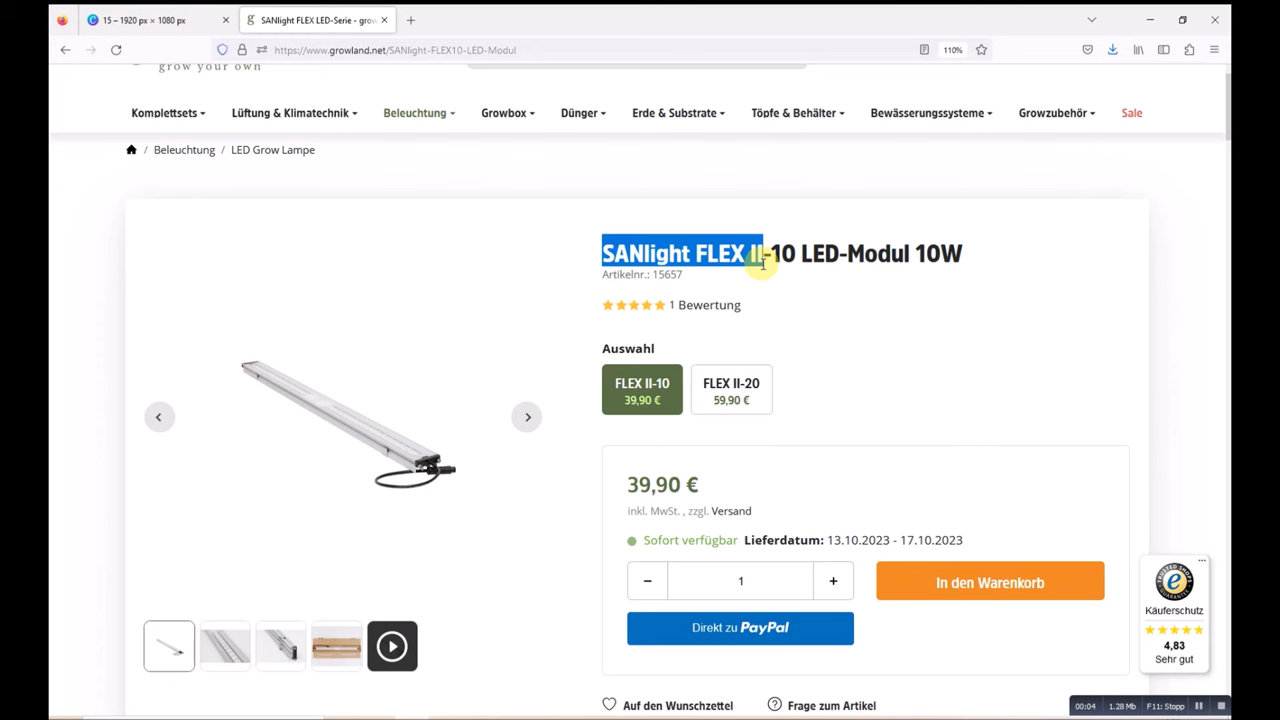 15 – 1920 px × 1080 px
SANlight FLEX LED-Serie - grow
https://www.growland.net/SANlight-FLEX10-LED-Modul
110%
grow your own
Komplettsets
Lüftung & Klimatechnik
Beleuchtung
Growbox
Dünger
Erde & Substrate
Töpfe & Behälter
Bewässerungssysteme
Growzubehör
Sale
/ Beleuchtung / LED Grow Lampe
SANlight FLEX II-10 LED-Modul 10W
Artikelnr.: 15657
1 Bewertung
Auswahl
FLEX II-10
39,90 €
FLEX II-20
59,90 €
39,90 €
inkl. MwSt. , zzgl. Versand
Sofort verfügbar Lieferdatum: 13.10.2023 - 17.10.2023
− 1 +
In den Warenkorb
Direkt zu PayPal
Auf den Wunschzettel
Frage zum Artikel
Käuferschutz
4,83
Sehr gut
00:04 1.28 Mb F11: Stopp